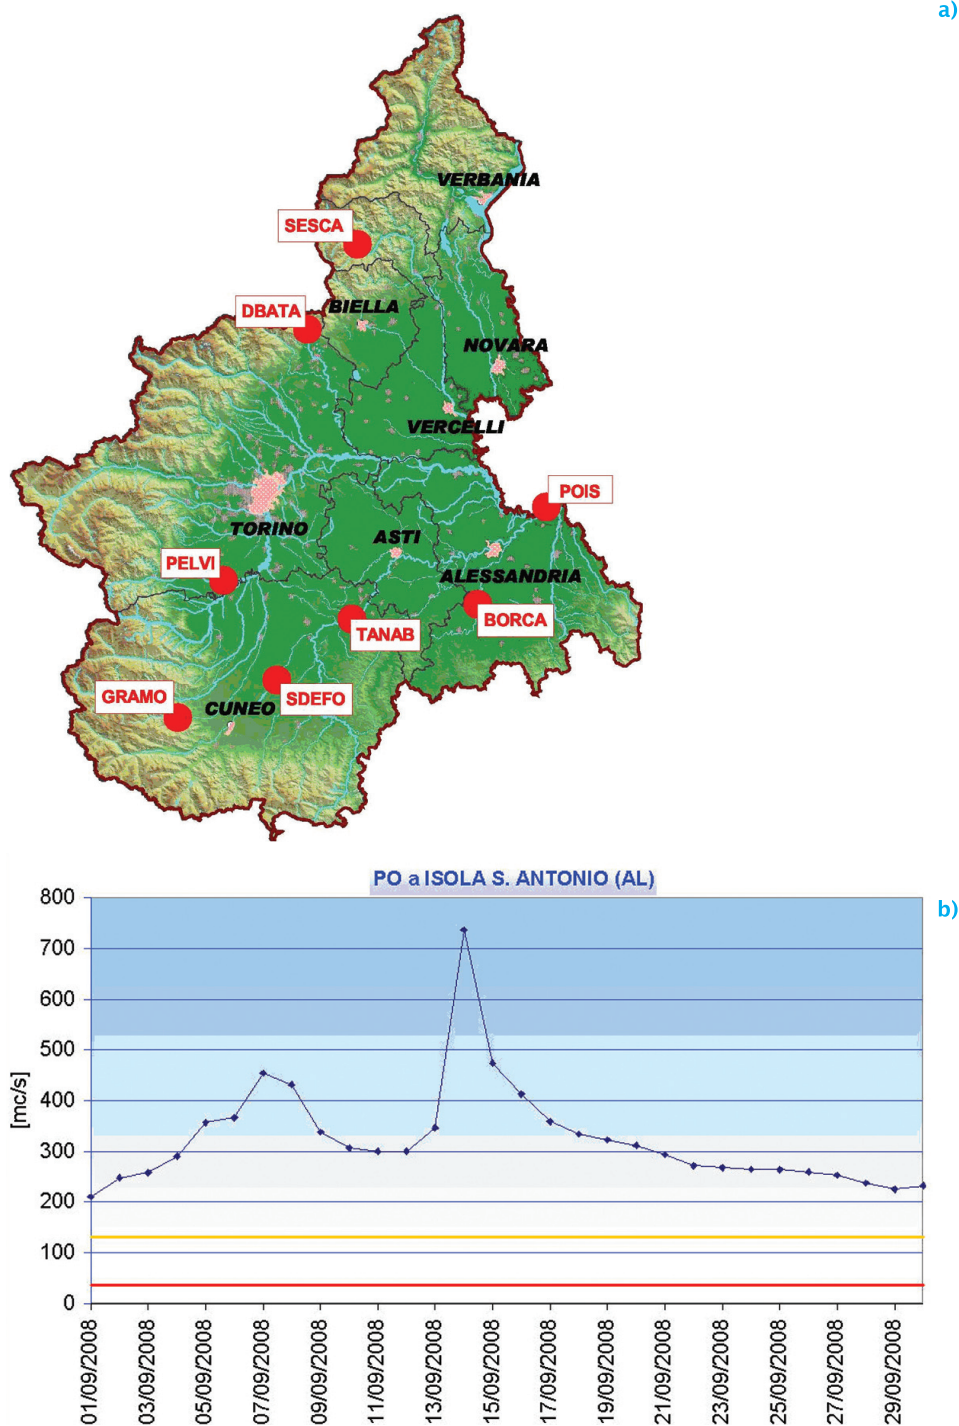 a)
VERBANIA
SESCA
DBATA
BIELLA
NOVARA
VERCELLI
POIS
TORINO
ASTI
PELVI
ALESSANDRIA
TANAB
BORCA
GRAMO
CUNEO
SDEFO
PO a ISOLA S. ANTONIO (AL)
b)
[mc/s]
800
700
600
500
400
300
200
100
0
01/09/2008
03/09/2008
05/09/2008
07/09/2008
09/09/2008
11/09/2008
13/09/2008
15/09/2008
17/09/2008
19/09/2008
21/09/2008
23/09/2008
25/09/2008
27/09/2008
29/09/2008